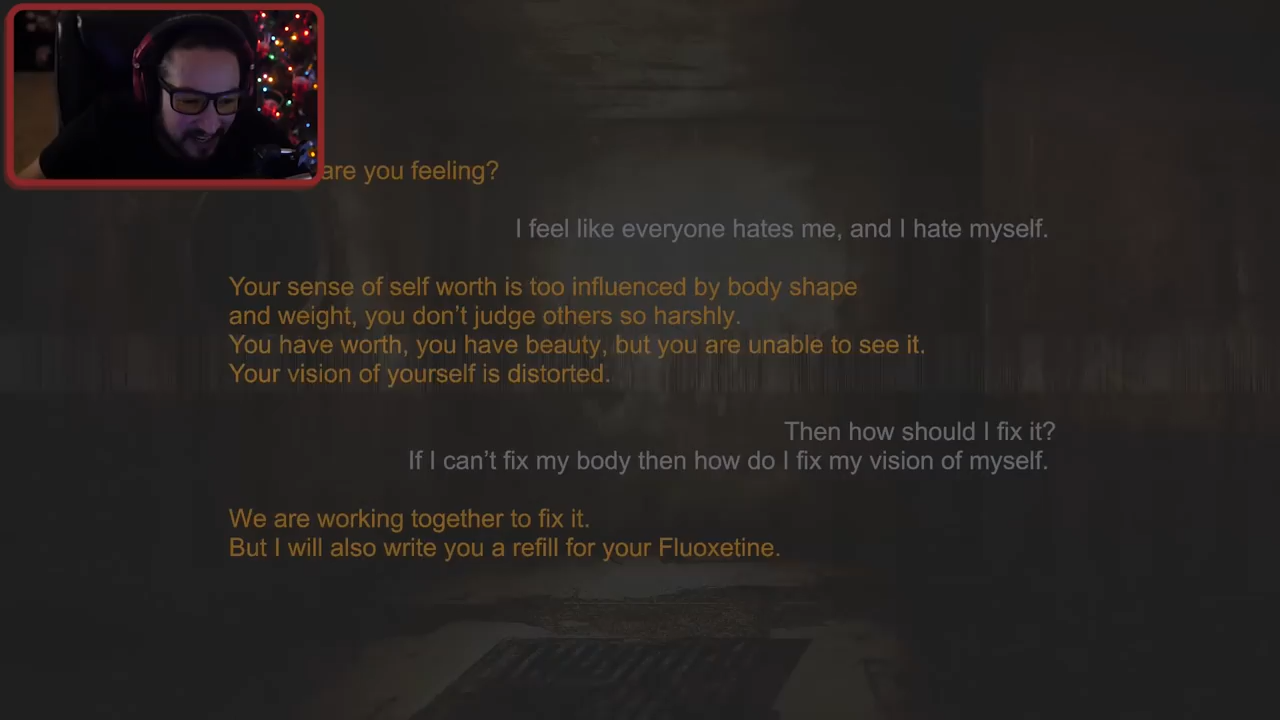 are you feeling?
I feel like everyone hates me, and I hate myself.
Your sense of self worth is too influenced by body shape
and weight, you don't judge others so harshly.
You have worth, you have beauty, but you are unable to see it.
Your vision of yourself is distorted.
Then how should I fix it?
If I can't fix my body then how do I fix my vision of myself.
We are working together to fix it.
But I will also write you a refill for your Fluoxetine.